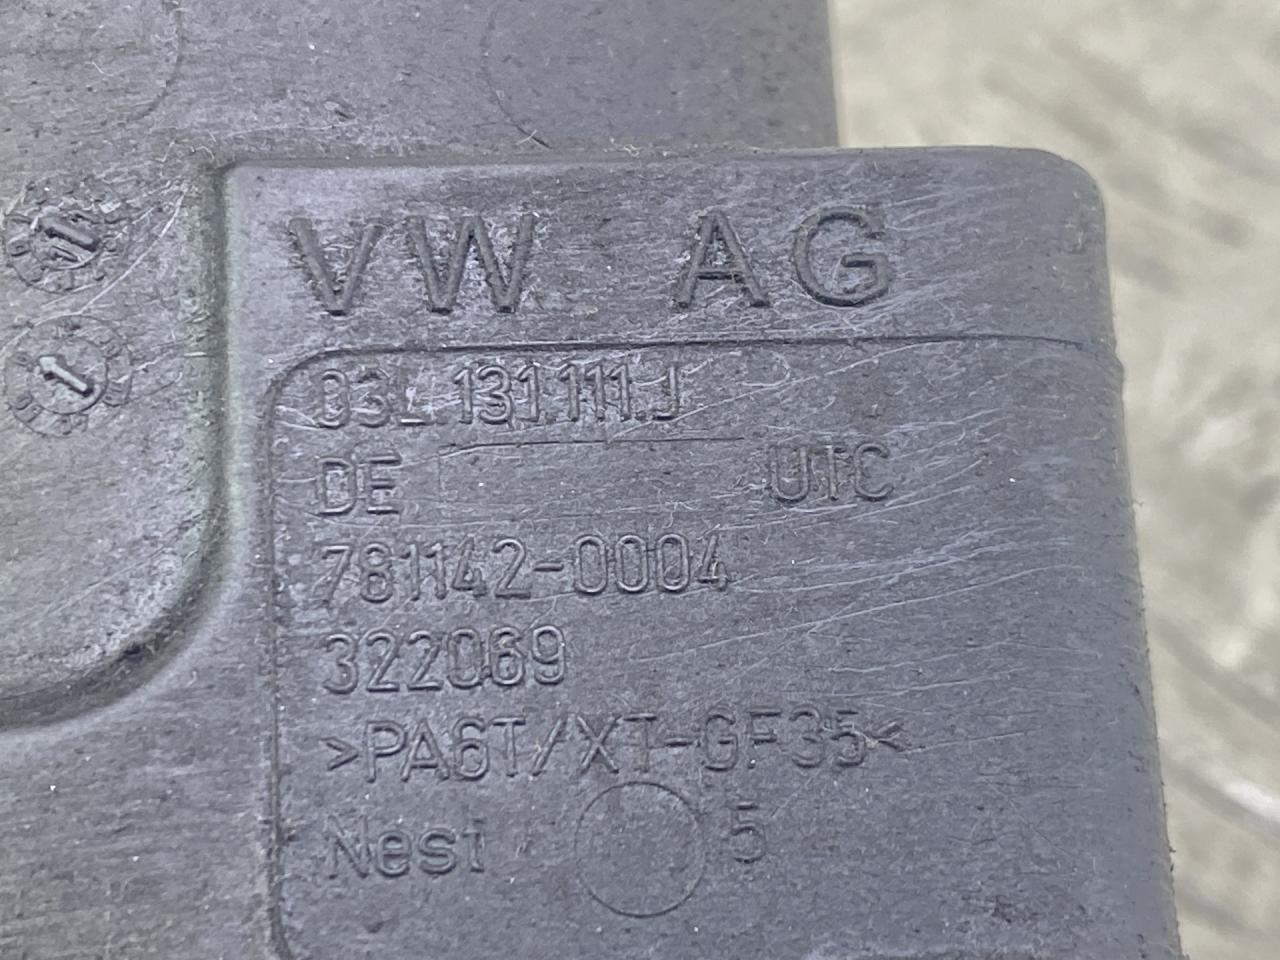 VW AG
03L.131.111.J
DE UTC
781142-0004
322069
>PA6T/XT-GF35<
Nest 5